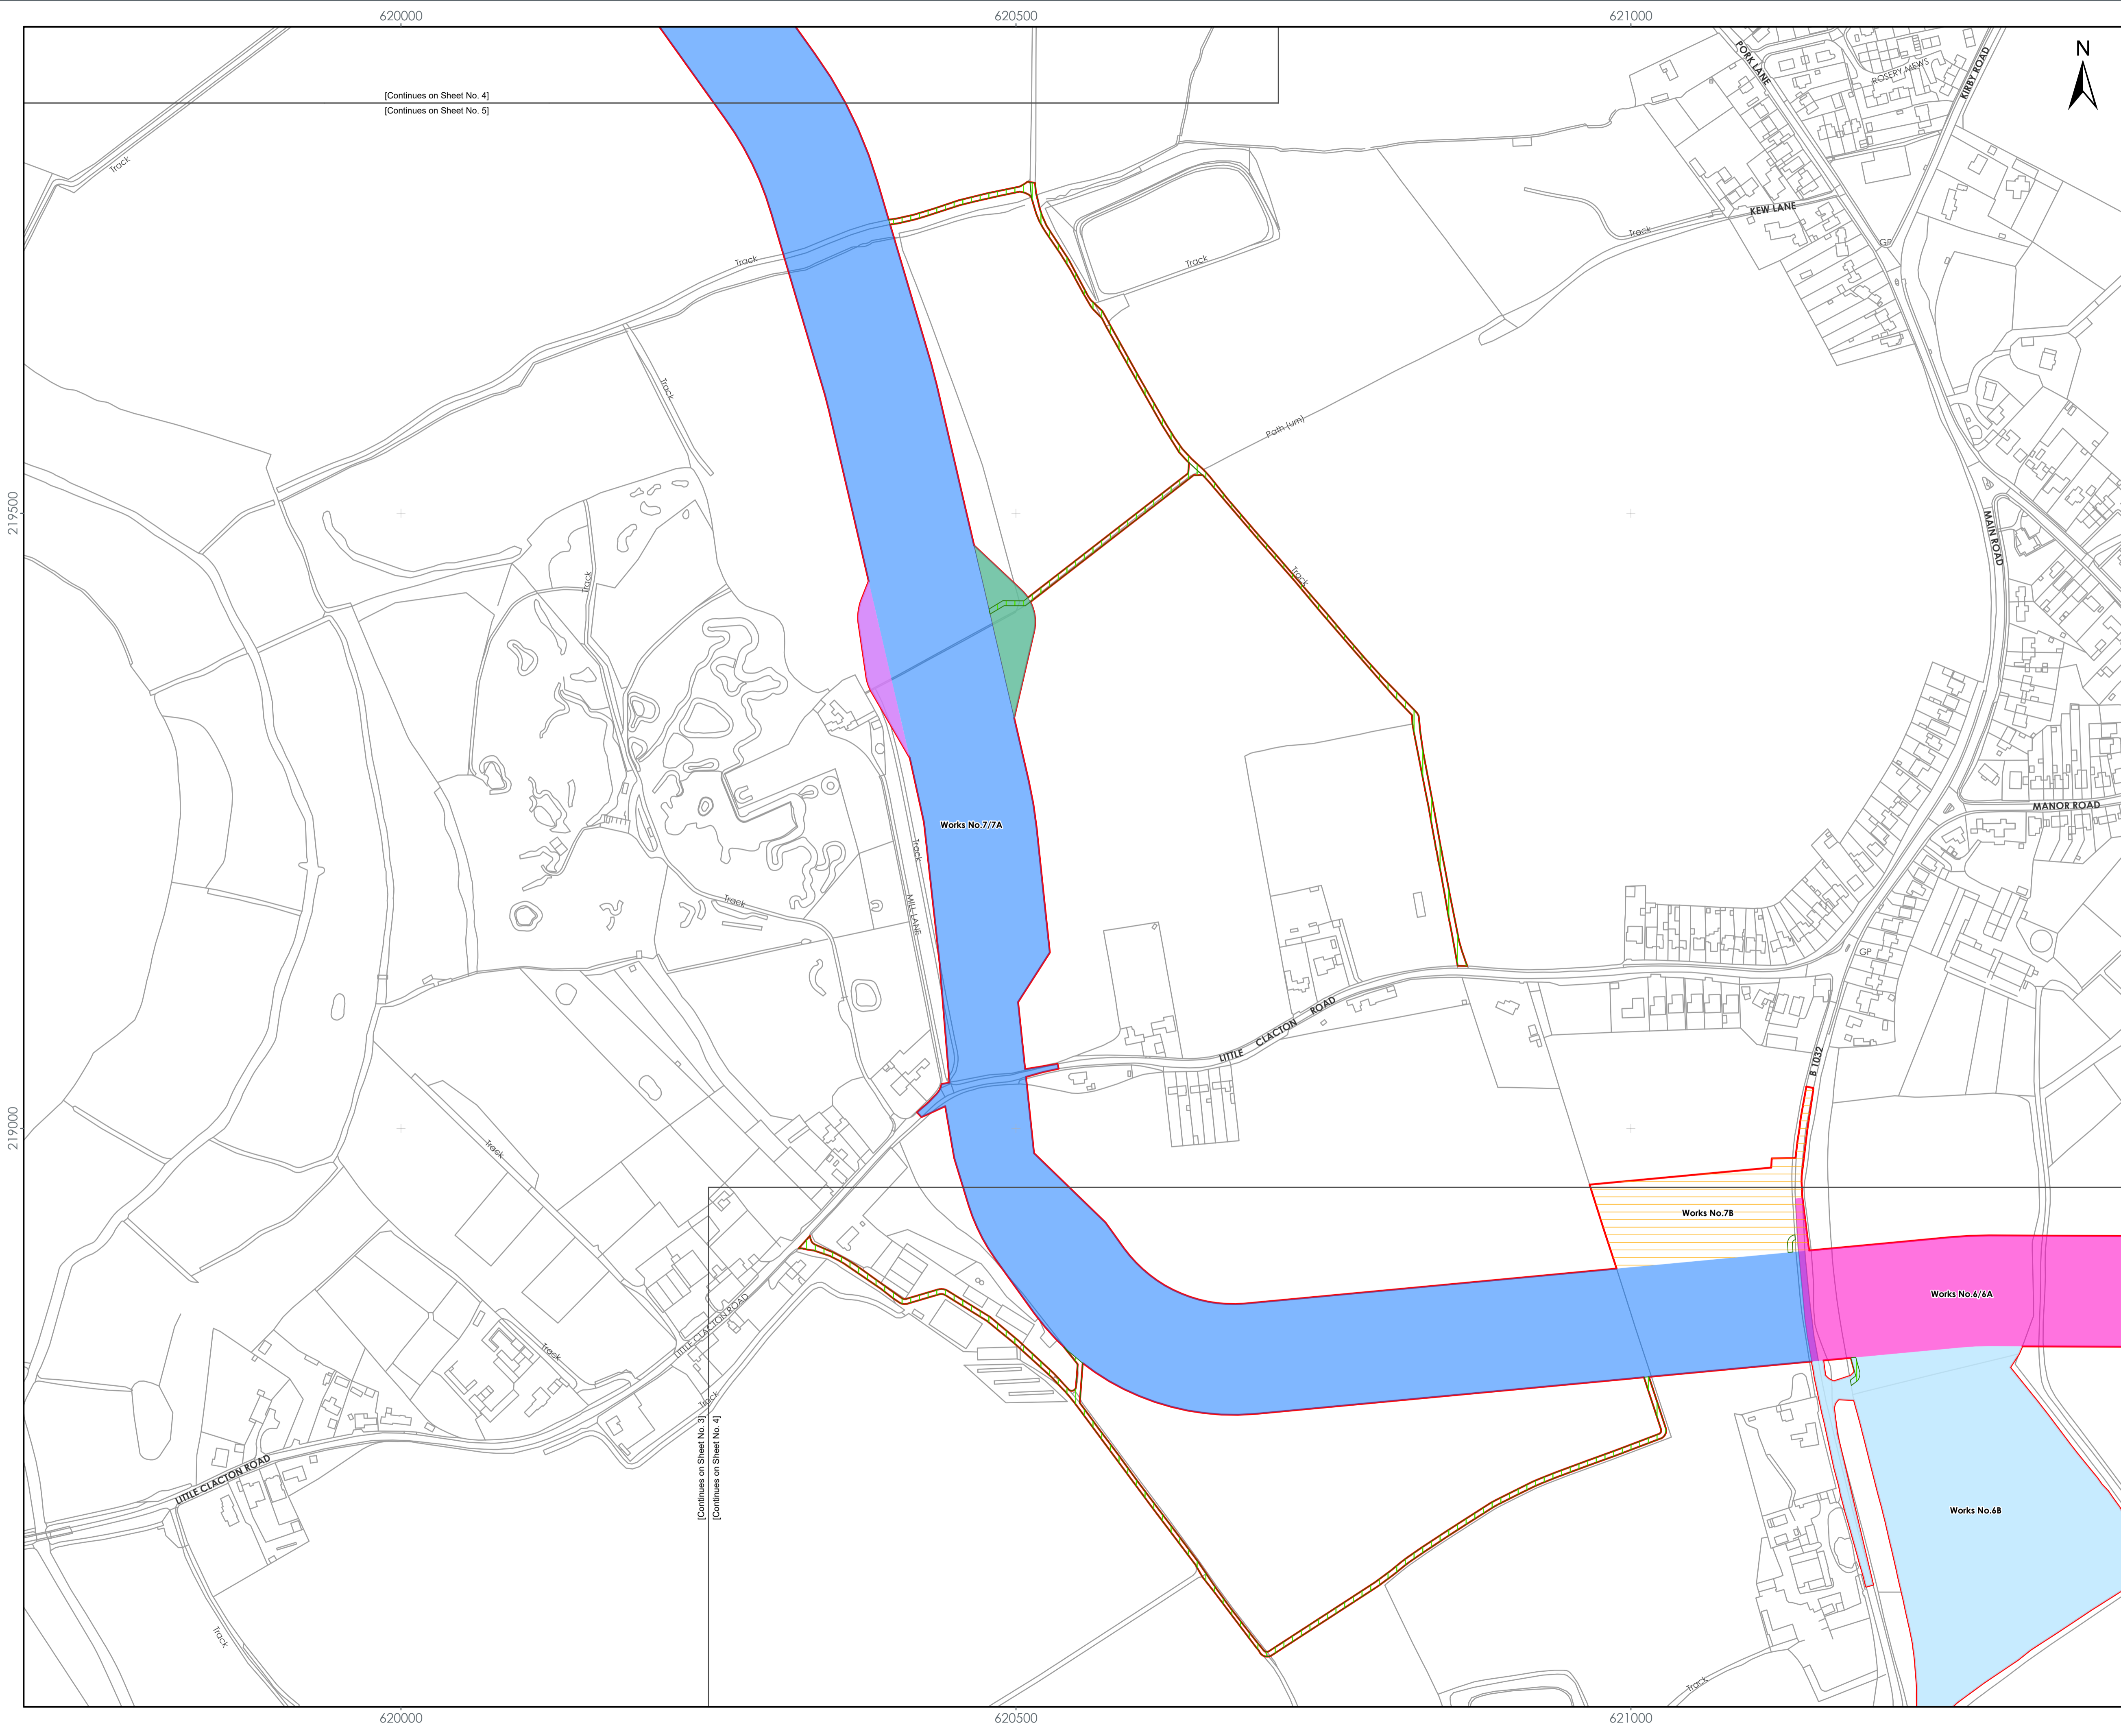 620000
620500
621000
N
PORK LANE
ROSERY MEWS
KIRBY ROAD
[Continues on Sheet No. 4]
[Continues on Sheet No. 5]
Track
KEW LANE
Track
GP
Track
Track
Track
Path (um)
219500
MAIN ROAD
Track
Track
MANOR ROAD
Works No.7/7A
Track
Track
MILL LANE
GP
LITTLE CLACTON ROAD
B 1032
219000
Track
Works No.7B
Works No.6/6A
LITTLE CLACTON ROAD
Track
Track
[Continues on Sheet No. 3]
[Continues on Sheet No. 4]
LITTLE CLACTON ROAD
Works No.6B
Track
Track
620000
620500
621000